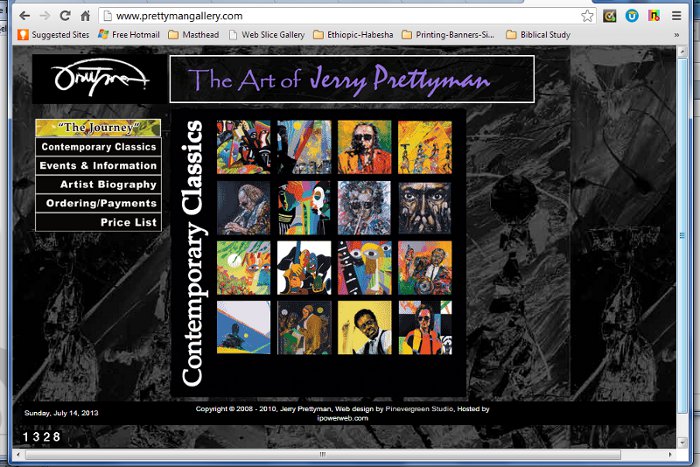 www.prettymangallery.com
Suggested Sites Free Hotmail Masthead Web Slice Gallery Ethiopic-Habesha Printing-Banners-Si... Biblical Study »
Prettyman
The Art of Jerry Prettyman
"The Journey"
Contemporary Classics
Events & Information
Artist Biography
Ordering/Payments
Price List
Contemporary Classics
Sunday, July 14, 2013
Copyright © 2008 - 2010, Jerry Prettyman, Web design by Pinevergreen Studio, Hosted by
ipowerweb.com
1328